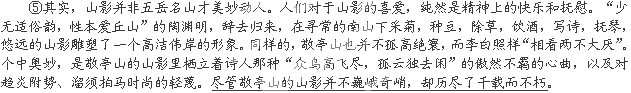 ⑤其实，山影并非五岳名山才美妙动人。人们对于山影的喜爱，纯然是精神上的快乐和抚慰。“少
无适俗韵，性本爱丘山”的陶渊明，辞去归来，在寻常的南山下采菊，种豆，除草，饮酒，写诗，抚琴，
悠远的山影雕塑了一个高洁伟岸的形象。同样的，敬亭山也并不孤高绝寰，而李白照样“相看两不大厌”。
个中奥妙，是敬亭山的山影里栖立着诗人那种“众鸟高飞尽，孤云独去闲”的傲然不羁的心曲，以及对
趋炎附势、溜须拍马时尚的轻蔑。尽管敬亭山的山影并不巍峨奇峭，却历尽了千载而不朽。